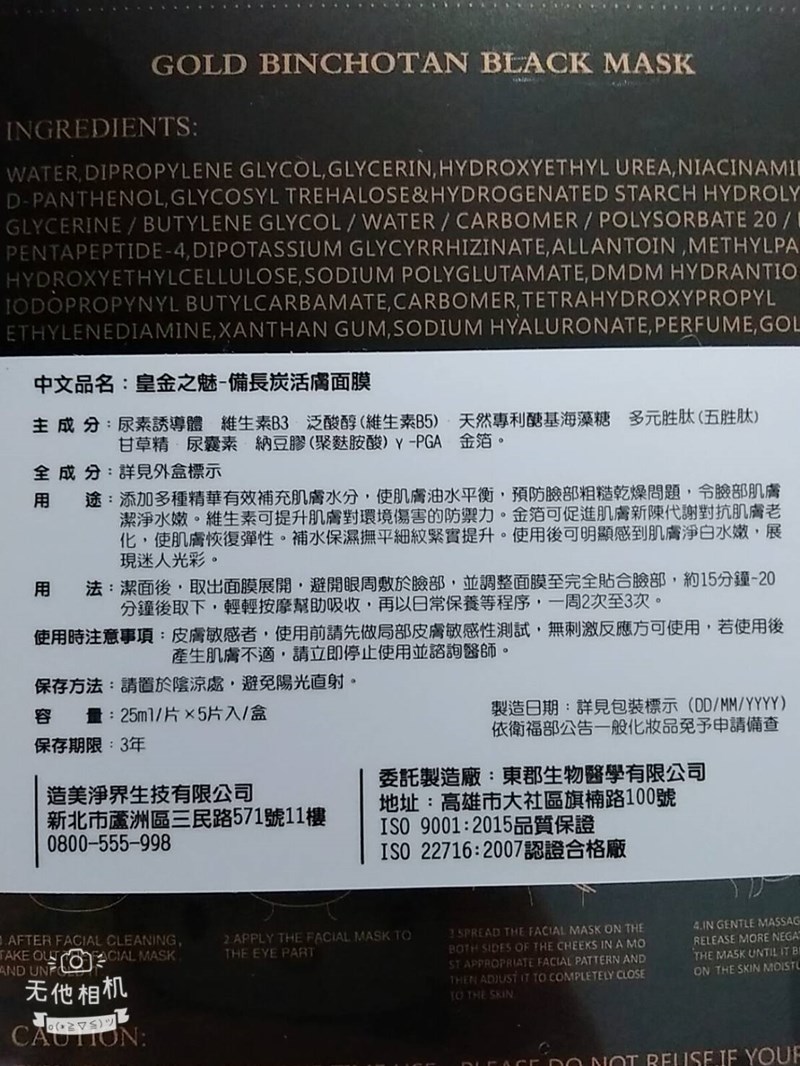 GOLD BINCHOTAN BLACK MASK
INGREDIENTS:
WATER,DIPROPYLENE GLYCOL,GLYCERIN,HYDROXYETHYL UREA,NIACINAMI
D-PANTHENOL,GLYCOSYL TREHALOSE&HYDROGENATED STARCH HYDROLY
GLYCERINE / BUTYLENE GLYCOL / WATER / CARBOMER / POLYSORBATE 20 /
PENTAPEPTIDE-4,DIPOTASSIUM GLYCYRRHIZINATE,ALLANTOIN ,METHYLPA
HYDROXYETHYLCELLULOSE,SODIUM POLYGLUTAMATE,DMDM HYDRANTIO
IODOPROPYNYL BUTYLCARBAMATE,CARBOMER,TETRAHYDROXYPROPYL
ETHYLENEDIAMINE,XANTHAN GUM,SODIUM HYALURONATE,PERFUME,GOL
中文品名：皇金之魅-備長炭活膚面膜
主成分：尿素誘導體 維生素B3 泛酸醇(維生素B5) 天然專利醣基海藻糖 多元胜肽(五胜肽)
甘草精 尿囊素 納豆膠(聚麩胺酸)γ-PGA 金箔。
全成分：詳見外盒標示
用途：添加多種精華有效補充肌膚水分，使肌膚油水平衡，預防臉部粗糙乾燥問題，令臉部肌膚
潔淨水嫩。維生素可提升肌膚對環境傷害的防禦力。金箔可促進肌膚新陳代謝對抗肌膚老
化，使肌膚恢復彈性。補水保濕撫平細紋緊實提升。使用後可明顯感到肌膚淨白水嫩，展
現迷人光彩。
用法：潔面後，取出面膜展開，避開眼周敷於臉部，並調整面膜至完全貼合臉部，約15分鐘-20
分鐘後取下，輕輕按摩幫助吸收，再以日常保養等程序，一周2次至3次。
使用時注意事項：皮膚敏感者，使用前請先做局部皮膚敏感性測試，無刺激反應方可使用，若使用後
產生肌膚不適，請立即停止使用並諮詢醫師。
保存方法：請置於陰涼處，避免陽光直射。
容量：25ml/片×5片入/盒
製造日期：詳見包裝標示（DD/MM/YYYY）
依衛福部公告一般化妝品免予申請備查
保存期限：3年
造美淨界生技有限公司
新北市蘆洲區三民路571號11樓
0800-555-998
委託製造廠：東郡生物醫學有限公司
地址：高雄市大社區旗楠路100號
ISO 9001:2015品質保證
ISO 22716:2007認證合格廠
1.AFTER FACIAL CLEANING,
TAKE OU FACIAL MASK
AND UNFOLD IT
2.APPLY THE FACIAL MASK TO
THE EYE PART
3.SPREAD THE FACIAL MASK ON THE
BOTH SIDES OF THE CHEEKS IN A MO
ST APPROPRIATE FACIAL PATTERN AND
THEN ADJUST IT TO COMPLETELY CLOSE
TO THE SKIN.
4.IN GENTLE MASSAG
RELEASE MORE NEGA
THE MASK UNTIL IT B
ON THE SKIN MOISTU
无他相机
CAUTION:
PLEASE DO NOT REUSE.IF YOUR